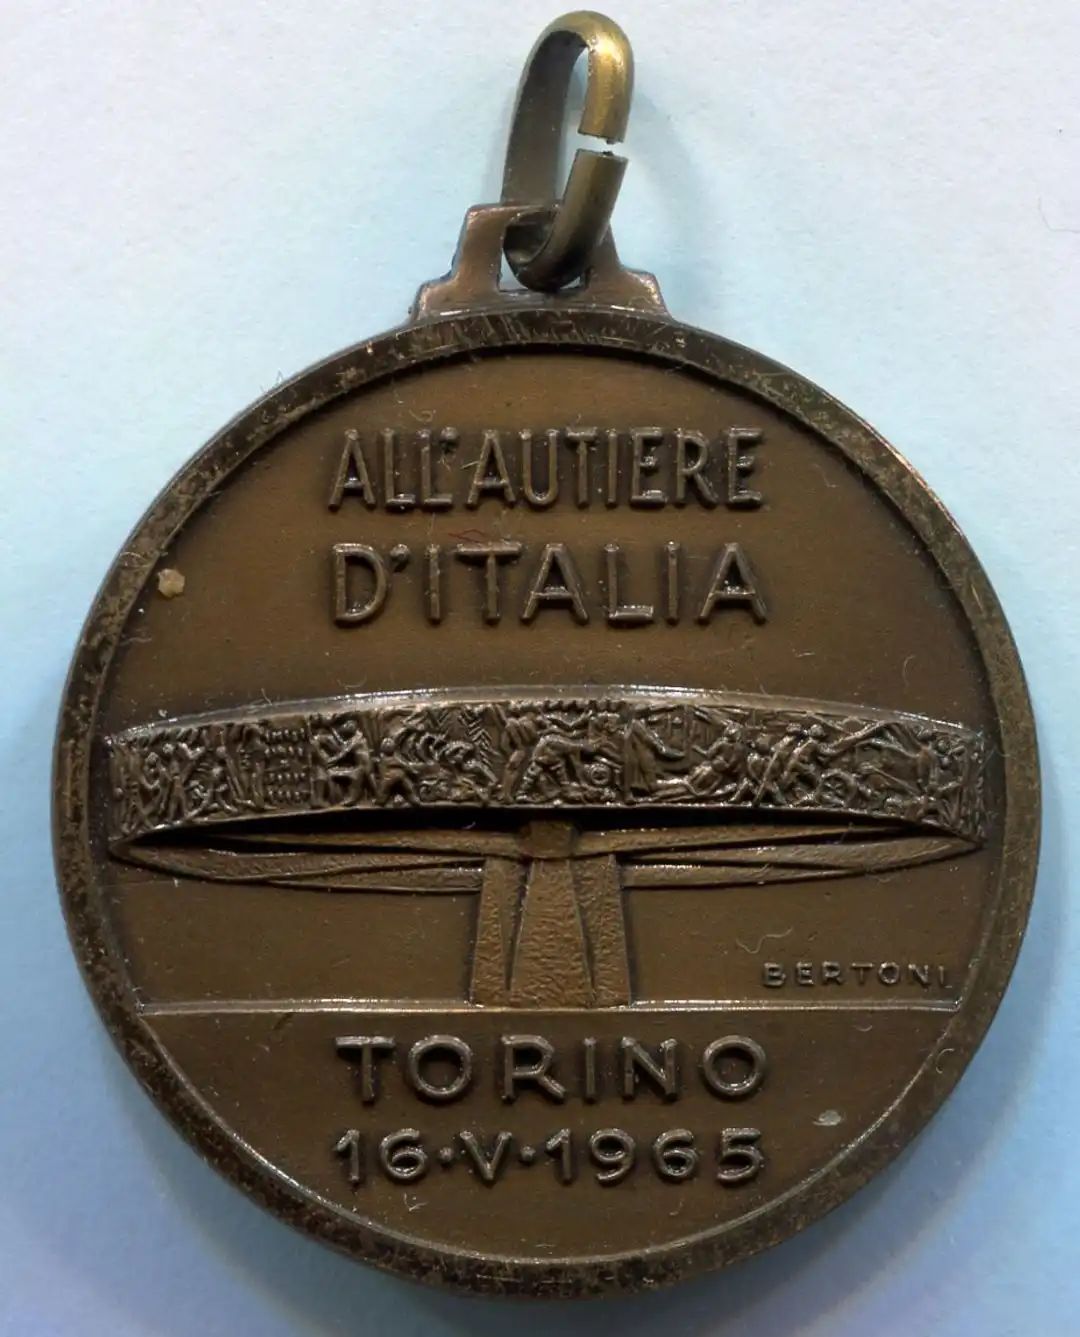 ALL'AUTIERE
D'ITALIA
BERTONI
TORINO
16·V·1965